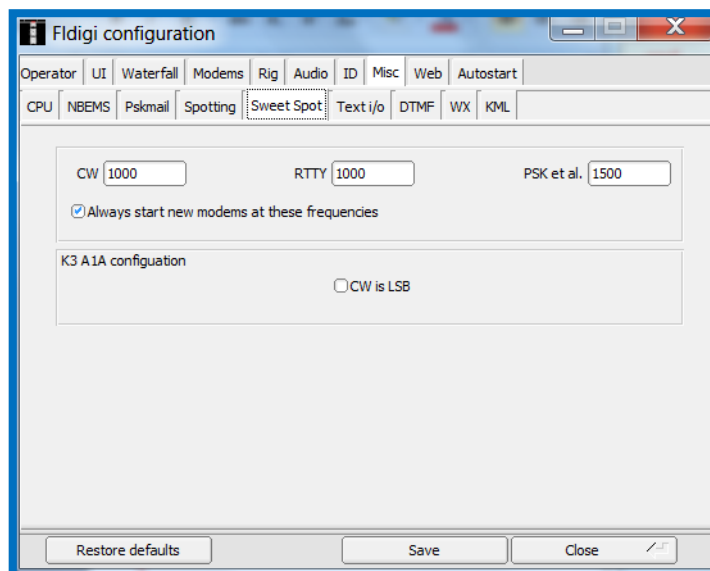 Fldigi configuration
Operator UI Waterfall Modems Rig Audio ID Misc Web Autostart
CPU NBEMS Pskmail Spotting Sweet Spot Text i/o DTMF WX KML
CW 1000 RTTY 1000 PSK et al. 1500
Always start new modems at these frequencies
K3 A1A configuation
CW is LSB
Restore defaults Save Close